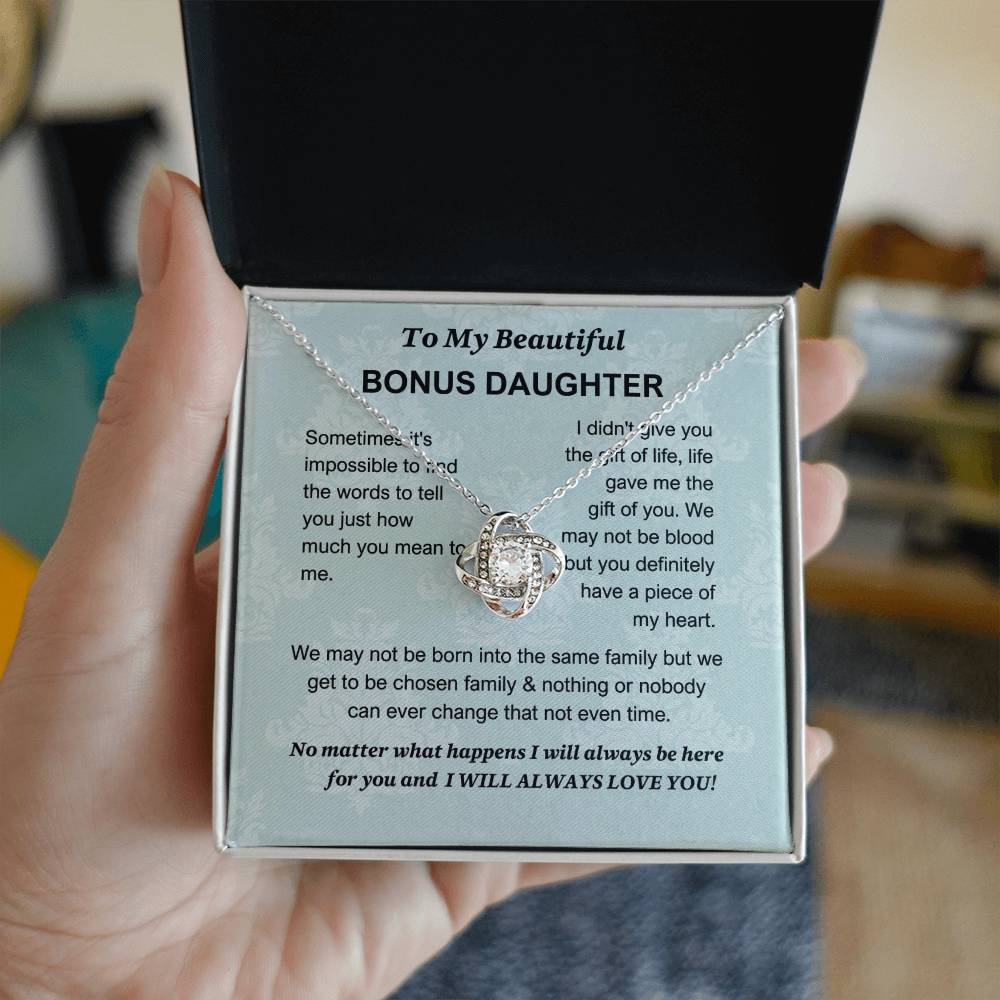 To My Beautiful
BONUS DAUGHTER
Sometimes it's
impossible to find
the words to tell
you just how
much you mean to
me.
I didn't give you
the gift of life, life
gave me the
gift of you. We
may not be blood
but you definitely
have a piece of
my heart.
We may not be born into the same family but we
get to be chosen family & nothing or nobody
can ever change that not even time.
No matter what happens I will always be here
for you and I WILL ALWAYS LOVE YOU!